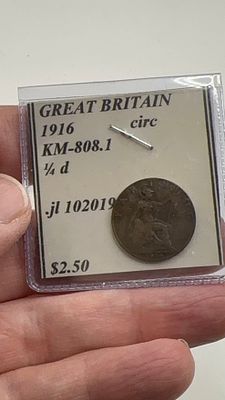 GREAT BRITAIN
1916 circ
KM-808.1
¼ d
.jl 102019
$2.50